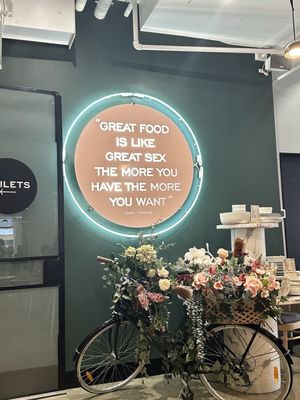 "GREAT FOOD
IS LIKE
GREAT SEX
THE MORE YOU
HAVE THE MORE
YOU WANT"
ILETS
←